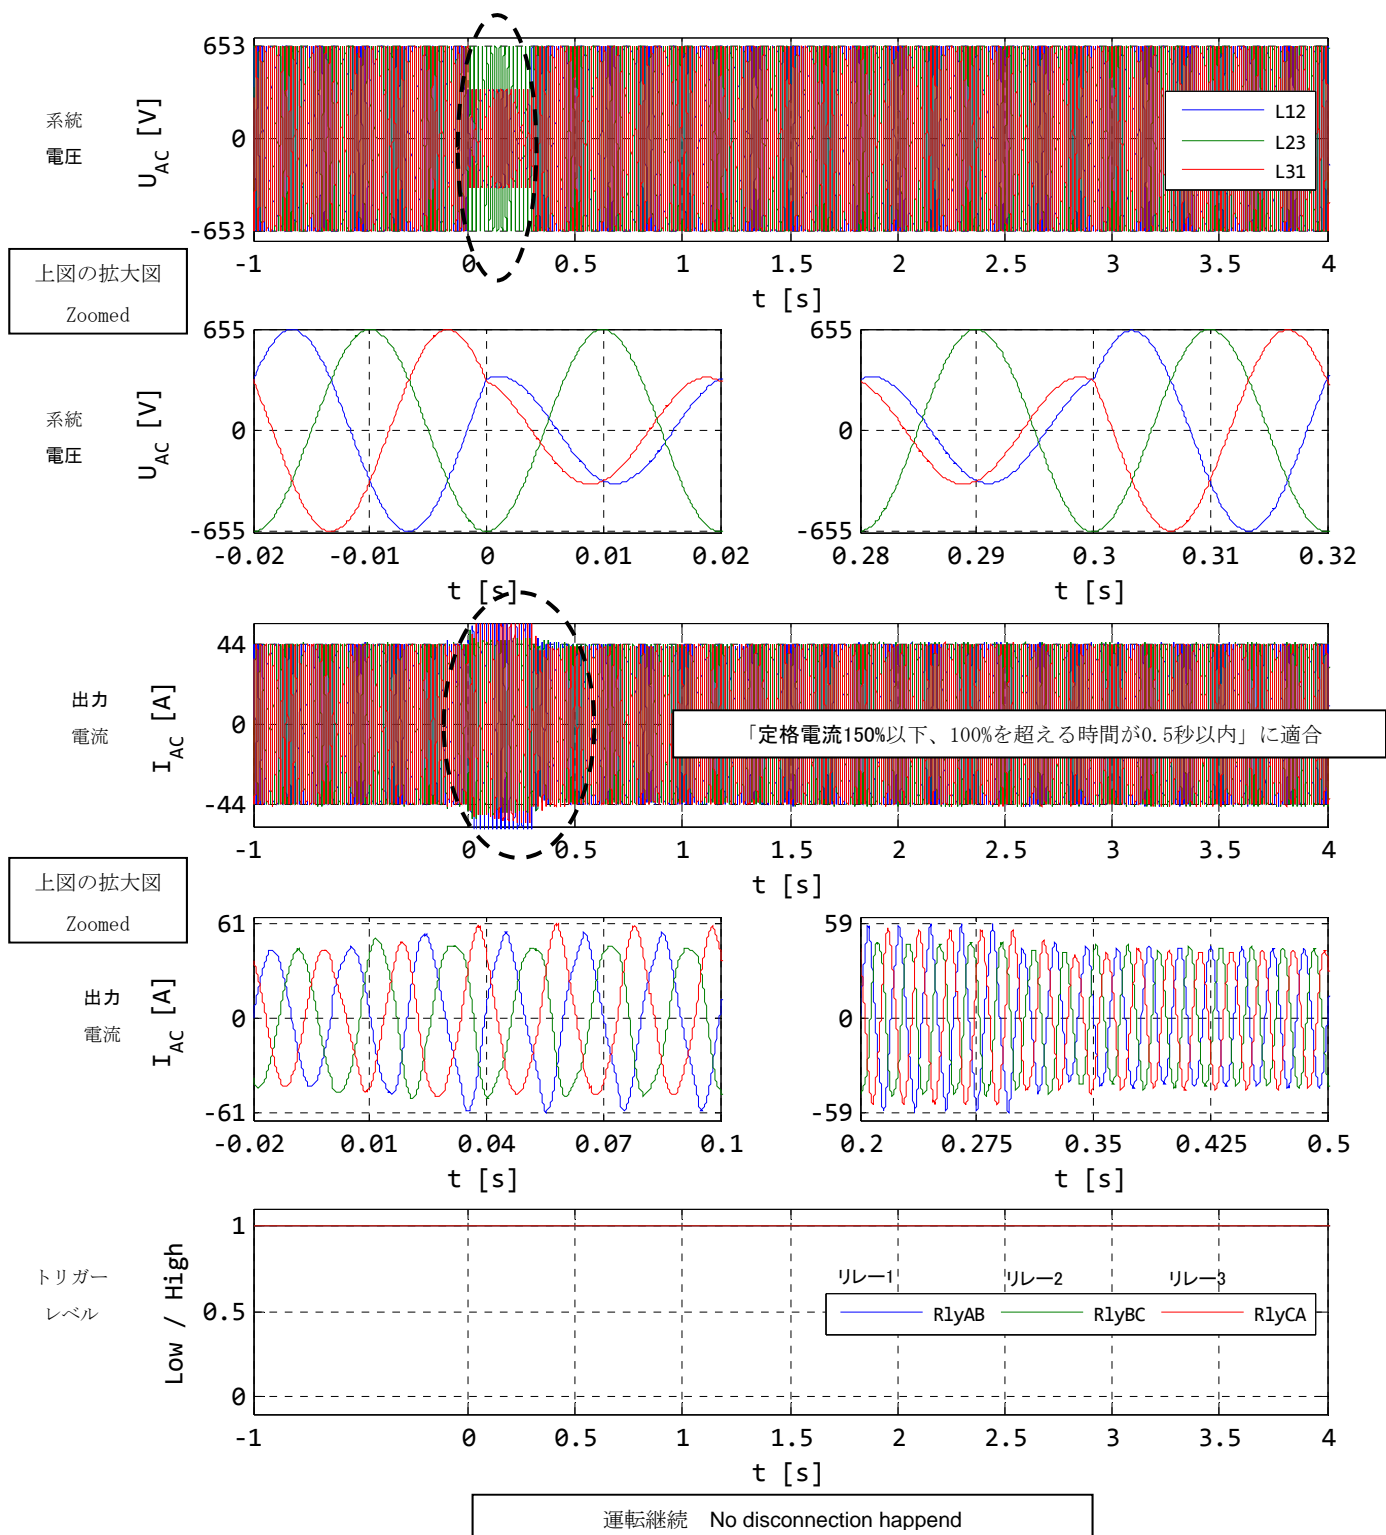 653
0
-653
系統
電圧
U_AC [V]
L12
L23
L31
-1
0
0.5
1
1.5
2
2.5
3
3.5
4
t [s]
上図の拡大図
Zoomed
655
0
-655
系統
電圧
U_AC [V]
-0.02
-0.01
0
0.01
0.02
t [s]
655
0
-655
0.28
0.29
0.3
0.31
0.32
t [s]
44
0
-44
出力
電流
I_AC [A]
「定格電流150%以下、100%を超える時間が0.5秒以内」に適合
-1
0
0.5
1
1.5
2
2.5
3
3.5
4
t [s]
上図の拡大図
Zoomed
61
0
-61
出力
電流
I_AC [A]
-0.02
0.01
0.04
0.07
0.1
t [s]
59
0
-59
0.2
0.275
0.35
0.425
0.5
t [s]
1
0.5
0
トリガー
レベル
Low / High
リレー1
リレー2
リレー3
RlyAB
RlyBC
RlyCA
-1
0
0.5
1
1.5
2
2.5
3
3.5
4
t [s]
運転継続 No disconnection happend